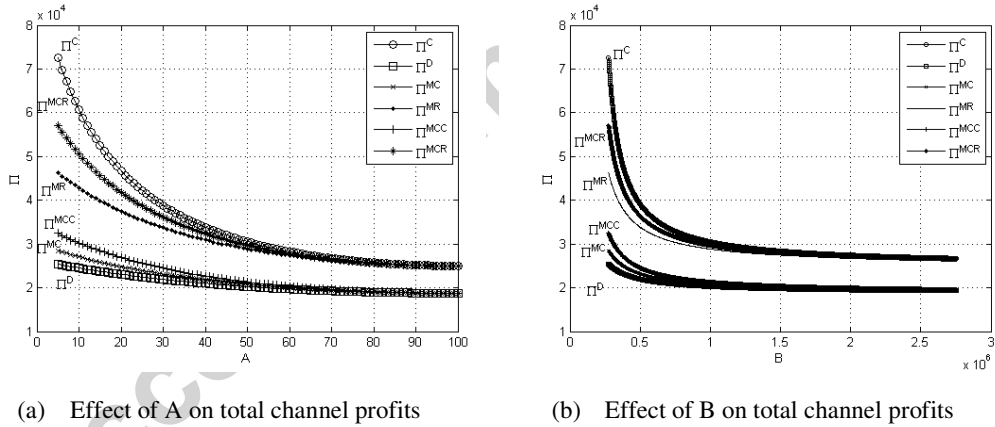 8 x 10^4
7
6
5
4
3
2
1
Π
0 10 20 30 40 50 60 70 80 90 100
A
Π^C
Π^MCR
Π^MR
Π^MCC
Π^MC
Π^D
Π^C
Π^D
Π^MC
Π^MR
Π^MCC
Π^MCR
(a) Effect of A on total channel profits
8 x 10^4
7
6
5
4
3
2
1
Π
0 0.5 1 1.5 2 2.5 3
x 10^6
B
Π^C
Π^MCR
Π^MR
Π^MCC
Π^MC
Π^D
Π^C
Π^D
Π^MC
Π^MR
Π^MCC
Π^MCR
(b) Effect of B on total channel profits